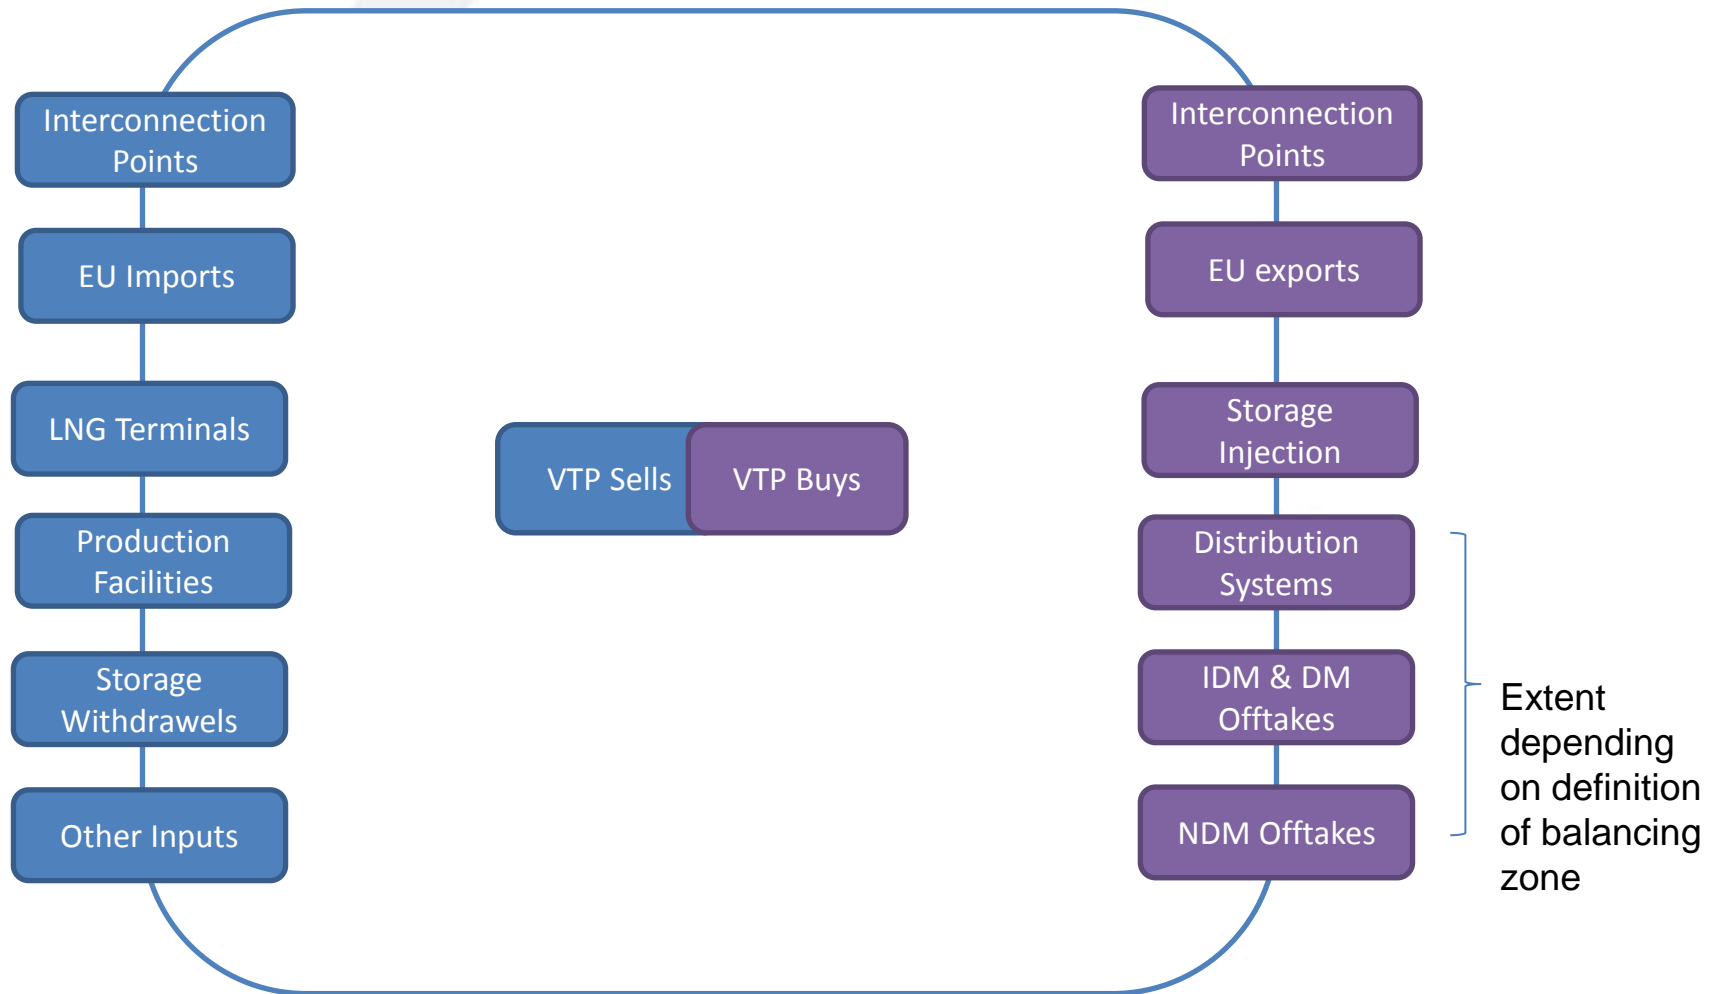 Interconnection
Points
EU Imports
LNG Terminals
Production
Facilities
Storage
Withdrawels
Other Inputs
VTP Sells
VTP Buys
Interconnection
Points
EU exports
Storage
Injection
Distribution
Systems
IDM & DM
Offtakes
NDM Offtakes
Extent
depending
on definition
of balancing
zone